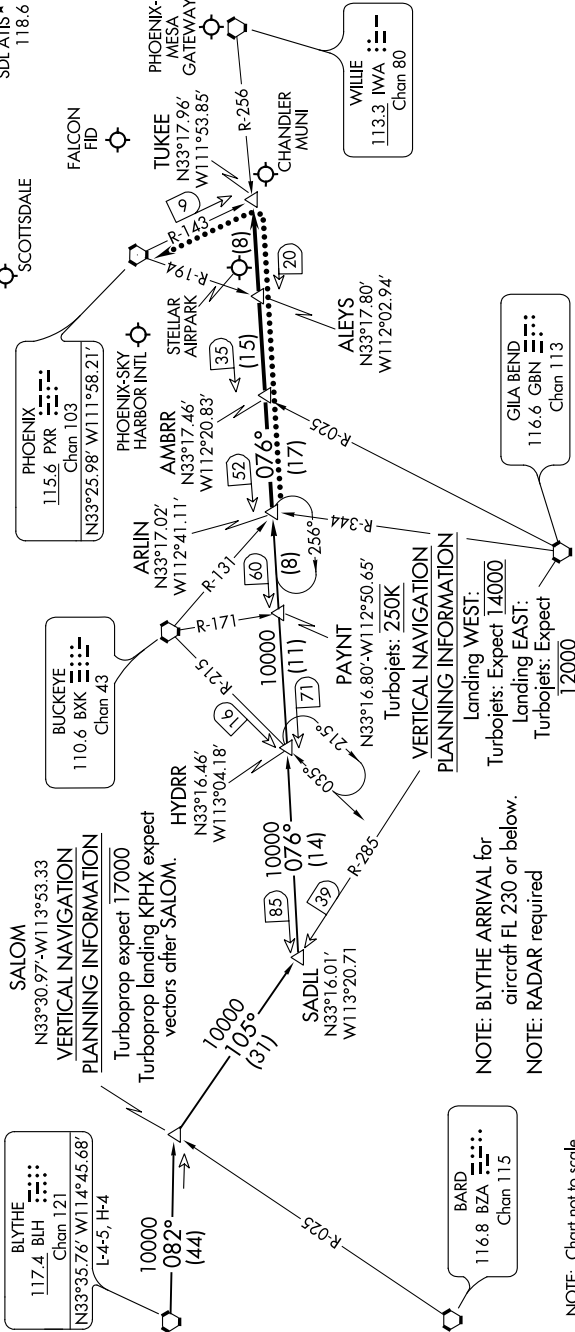 BLYTHE
117.4 BLH
Chan 121
N33°35.76' W114°45.68'
L-4-5, H-4
10000
082°
(44)
BARD
116.8 BZA
Chan 115
R-025
NOTE: Chart not to scale
SALOM
N33°30.97'-W113°53.33
VERTICAL NAVIGATION
PLANNING INFORMATION
Turboprop expect 17000
Turboprop landing KPHX expect
vectors after SALOM.
10000
105°
(31)
SADLL
N33°16.01'
W113°20.71
85
39
R-285
10000
076°
(14)
NOTE: BLYTHE ARRIVAL for
aircraft FL 230 or below.
NOTE: RADAR required
HYDRR
N33°16.46'
W113°04.18'
16
71
035°
215°
BUCKEYE
110.6 BXK
Chan 43
R-215
R-171
R-131
10000
(11)
60
PAYNT
N33°16.80'-W112°50.65'
Turbojets: 250K
VERTICAL NAVIGATION
PLANNING INFORMATION
Landing WEST:
Turbojets: Expect 14000
Landing EAST:
Turbojets: Expect
12000
(8)
256°
ARLIN
N33°17.02'
W112°41.11'
52
R-344
076°
(17)
AMBRR
N33°17.46'
W112°20.83'
35
R-025
(15)
GILA BEND
116.6 GBN
Chan 113
PHOENIX
115.6 PXR
Chan 103
N33°25.98' W111°58.21'
PHOENIX-SKY
HARBOR INTL
STELLAR
AIRPARK
R-194
R-143
9
(8)
20
ALEYS
N33°17.80'
W112°02.94'
SCOTTSDALE
FALCON
FLD
TUKEE
N33°17.96'
W111°53.85'
CHANDLER
MUNI
R-256
PHOENIX-
MESA
GATEWAY
WILLIE
113.3 IWA
Chan 80
SDL ATIS
118.6